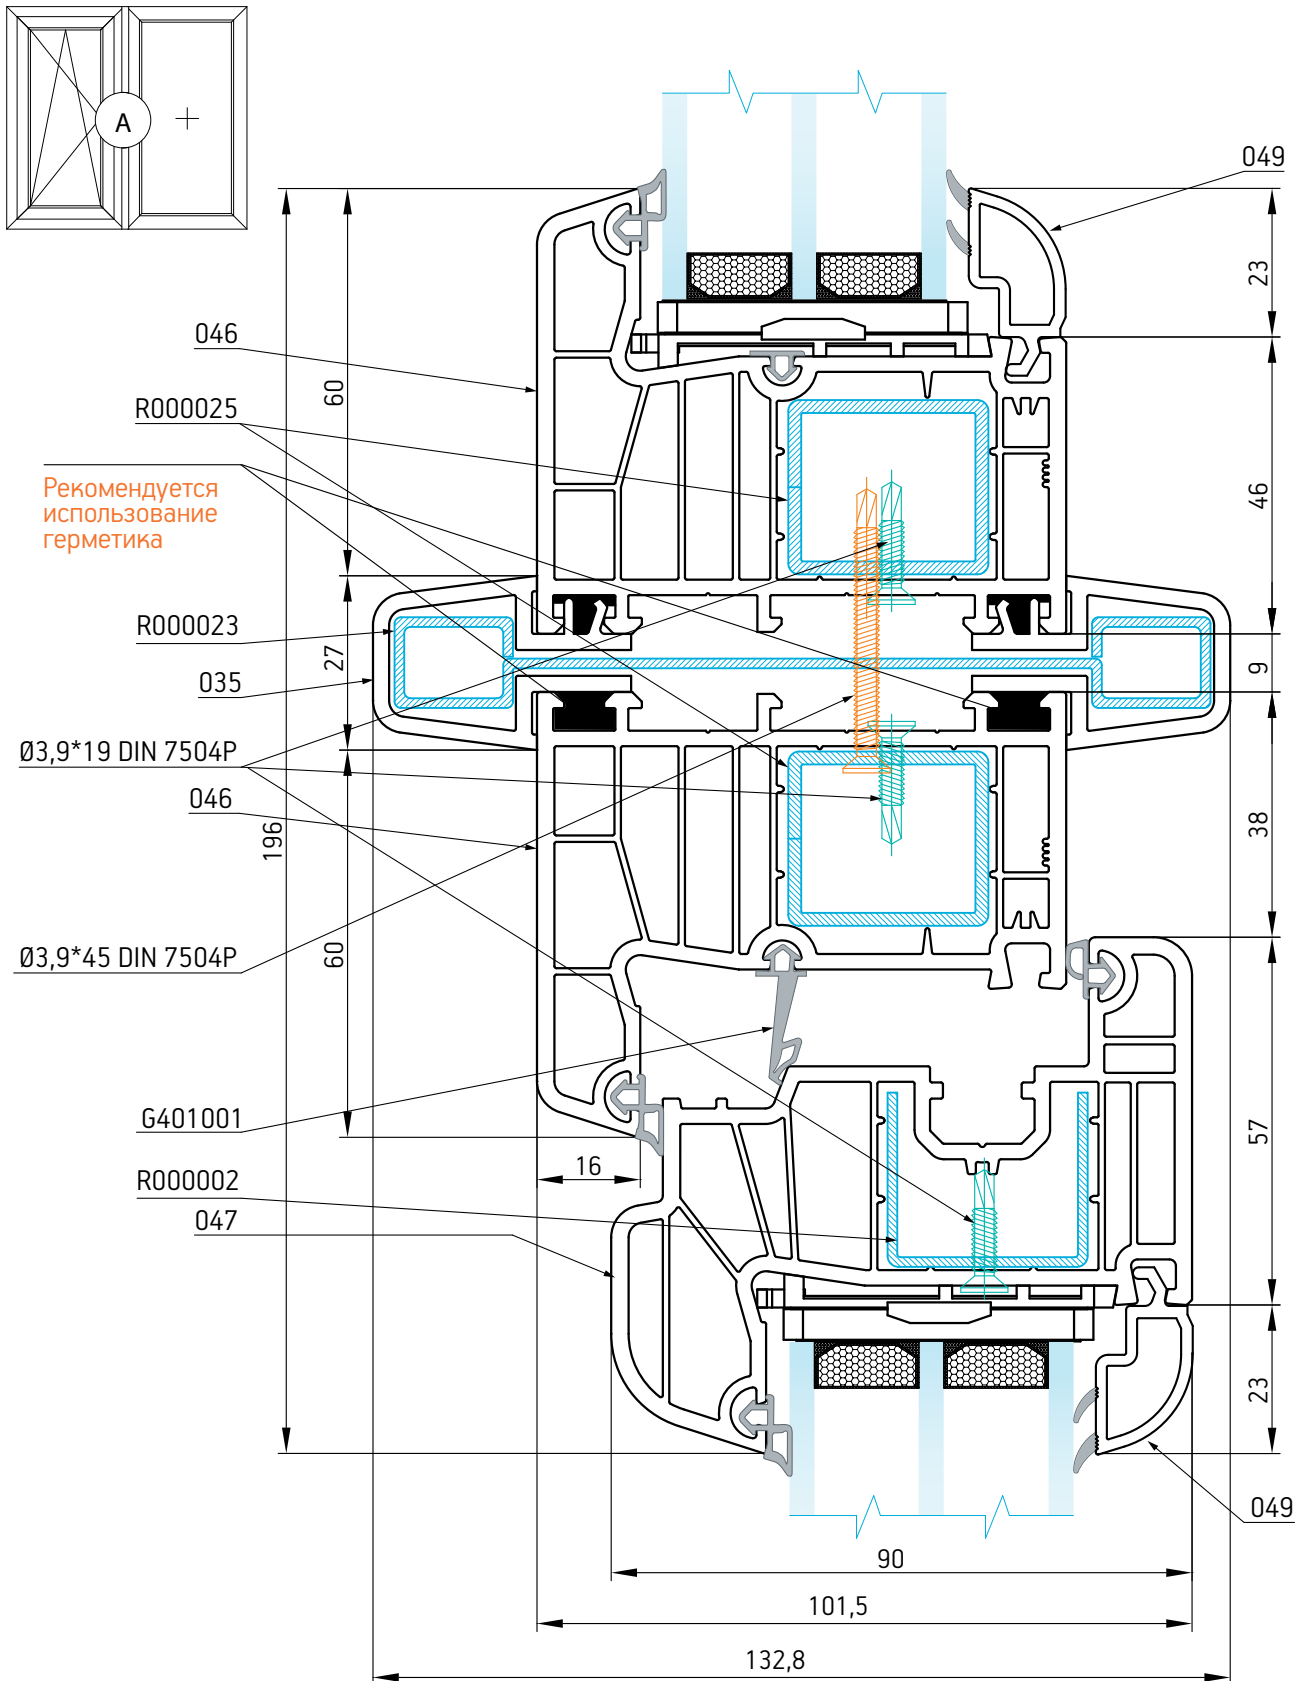 A
049
23
046
60
R000025
Рекомендуется
использование
герметика
46
R000023
27
9
035
Ø3,9*19 DIN 7504P
046
196
38
60
Ø3,9*45 DIN 7504P
G401001
57
16
R000002
047
23
049
90
101,5
132,8